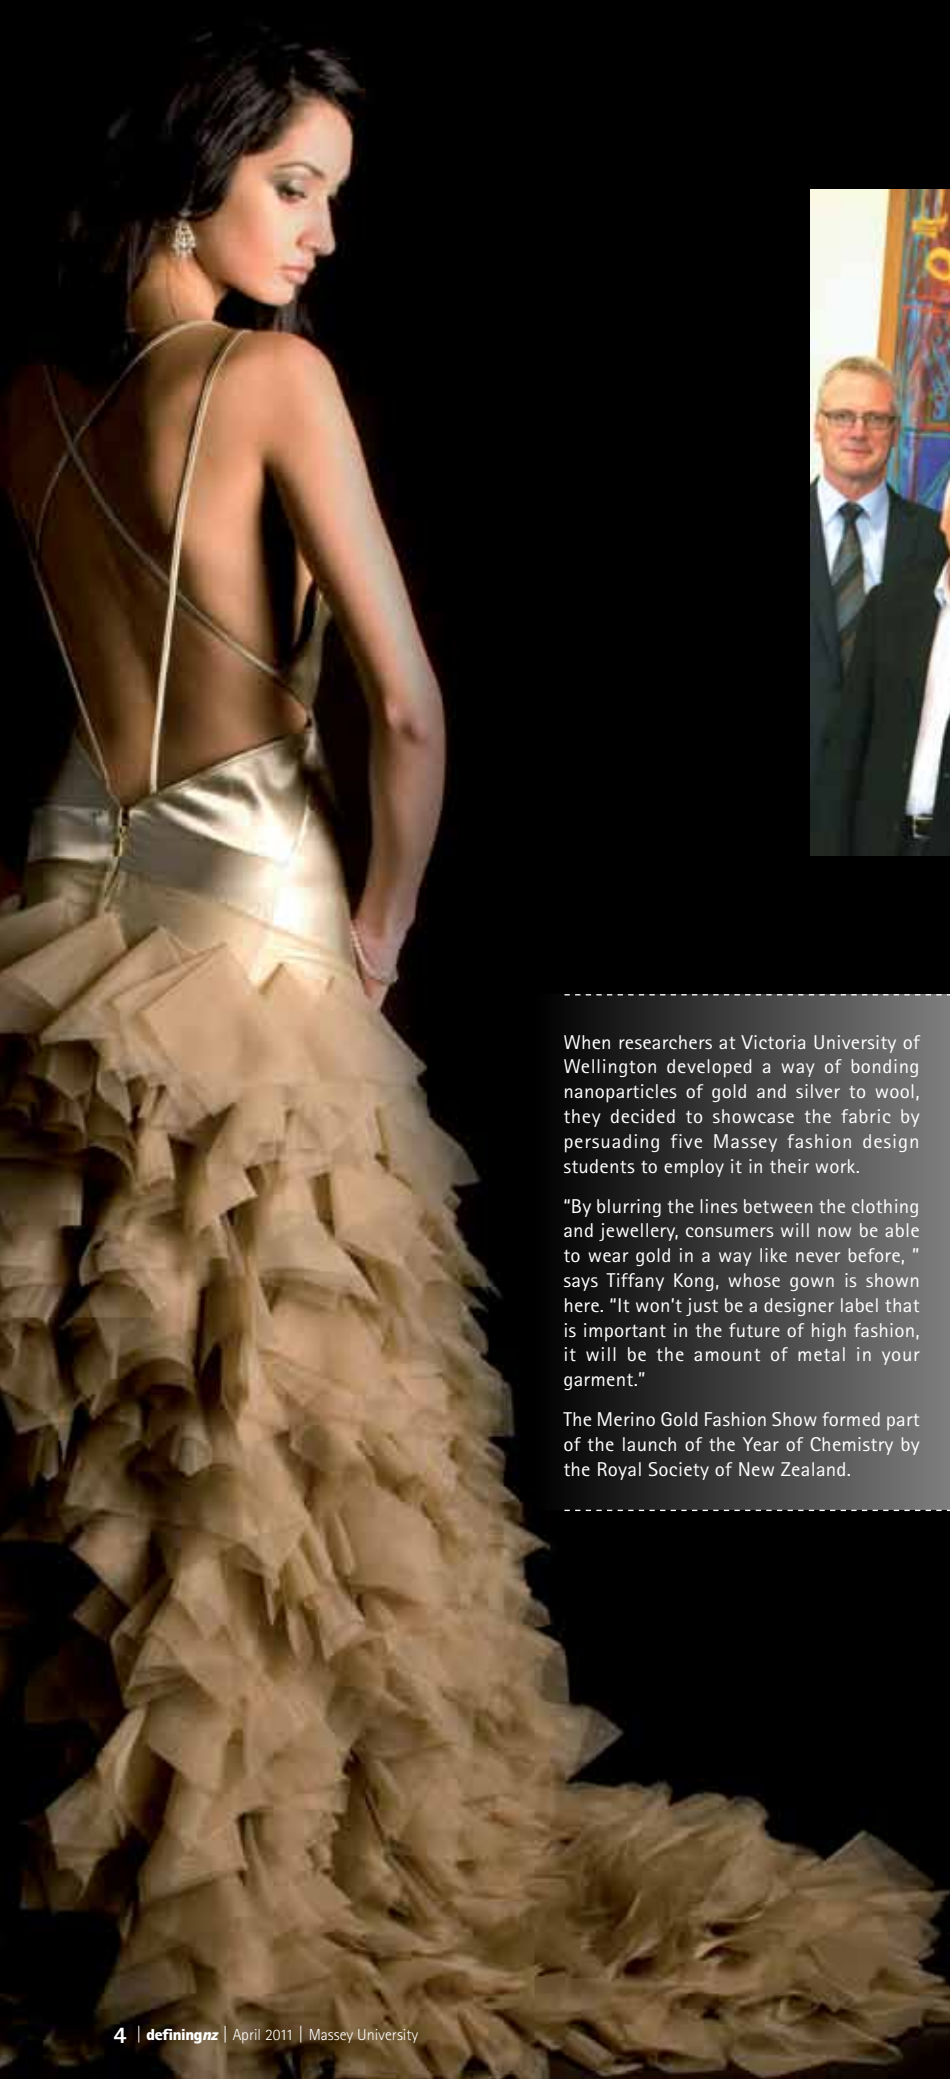 When researchers at Victoria University of
Wellington developed a way of bonding
nanoparticles of gold and silver to wool,
they decided to showcase the fabric by
persuading five Massey fashion design
students to employ it in their work.
"By blurring the lines between the clothing
and jewellery, consumers will now be able
to wear gold in a way like never before, "
says Tiffany Kong, whose gown is shown
here. "It won't just be a designer label that
is important in the future of high fashion,
it will be the amount of metal in your
garment."
The Merino Gold Fashion Show formed part
of the launch of the Year of Chemistry by
the Royal Society of New Zealand.
4 | definingnz | April 2011 | Massey University